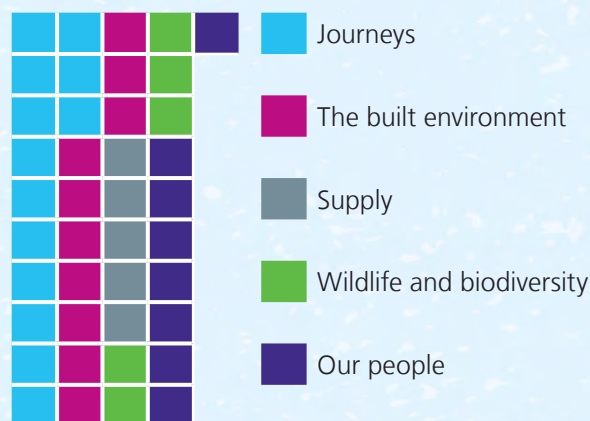 Journeys
The built environment
Supply
Wildlife and biodiversity
Our people